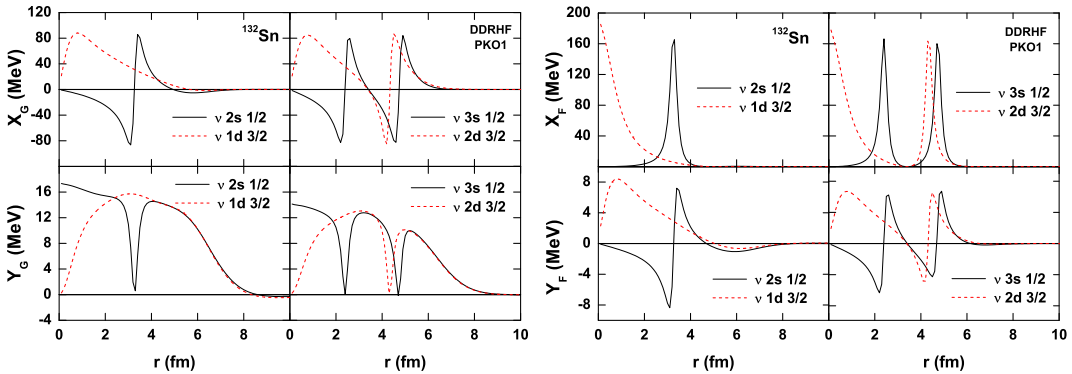 120
80
40
0
-40
-80
X_G (MeV)
¹³²Sn
ν 2s 1/2
ν 1d 3/2
DDRHF
PKO1
ν 3s 1/2
ν 2d 3/2
16
12
8
4
0
-4
Y_G (MeV)
ν 2s 1/2
ν 1d 3/2
ν 3s 1/2
ν 2d 3/2
0 2 4 6 8 0 2 4 6 8 10
r (fm) r (fm)
200
160
120
80
40
X_F (MeV)
¹³²Sn
ν 2s 1/2
ν 1d 3/2
DDRHF
PKO1
ν 3s 1/2
ν 2d 3/2
8
4
0
-4
-8
Y_F (MeV)
ν 2s 1/2
ν 1d 3/2
ν 3s 1/2
ν 2d 3/2
0 2 4 6 8 0 2 4 6 8 10
r (fm) r (fm)